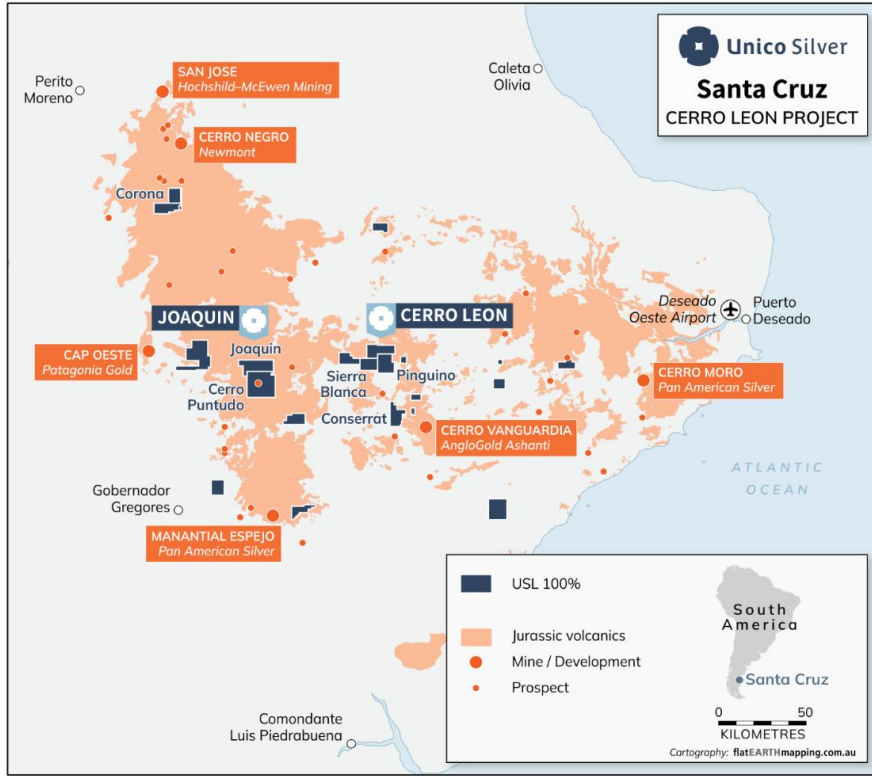 Unico Silver
Santa Cruz
CERRO LEON PROJECT
Perito
Moreno
SAN JOSE
Hochshild–McEwen Mining
Caleta
Olivia
CERRO NEGRO
Newmont
Corona
JOAQUIN
CERRO LEON
Deseado
Oeste Airport
Puerto
Deseado
CAP OESTE
Patagonia Gold
Joaquin
Cerro
Puntudo
Sierra
Blanca
Pinguino
Conserrat
CERRO MORO
Pan American Silver
CERRO VANGUARDIA
AngloGold Ashanti
ATLANTIC
OCEAN
Gobernador
Gregores
MANANTIAL ESPEJO
Pan American Silver
Comondante
Luis Piedrabuena
USL 100%
Jurassic volcanics
Mine / Development
Prospect
South
America
Santa Cruz
0 50
KILOMETRES
Cartography: flatEARTHmapping.com.au